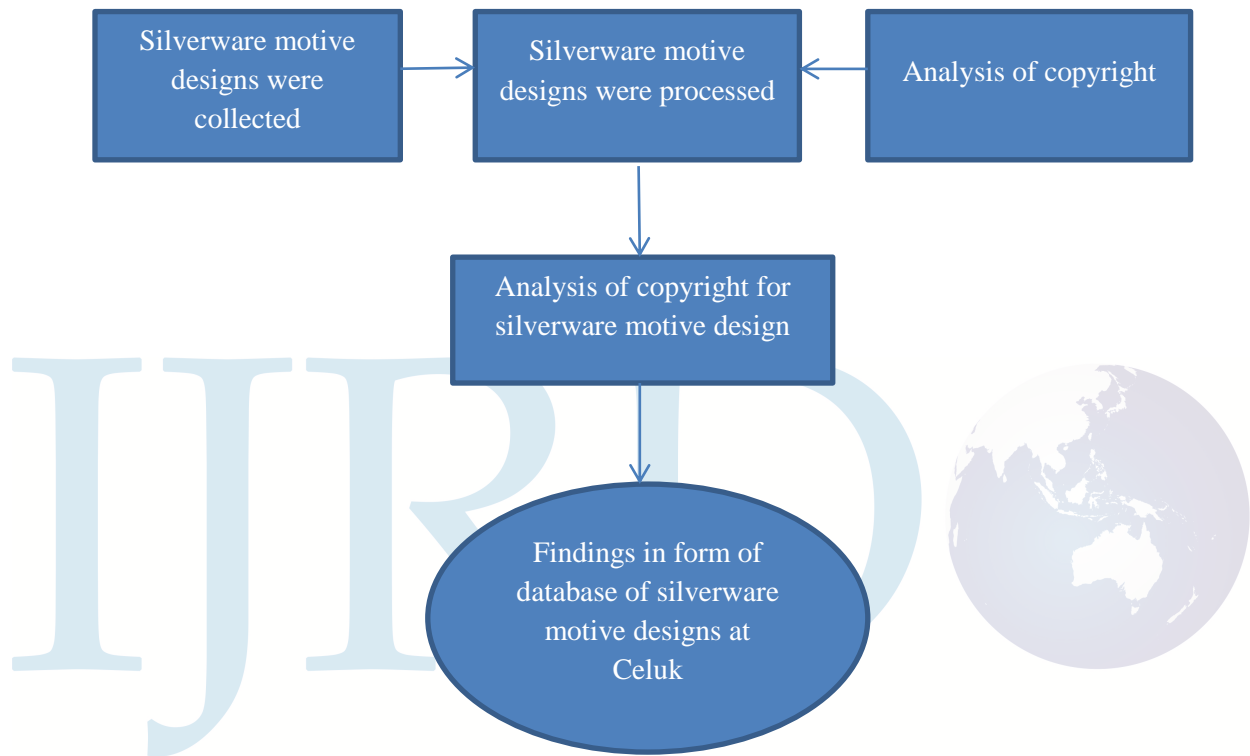 Silverware motive
designs were
collected
Silverware motive
designs were processed
Analysis of copyright
Analysis of copyright for
silverware motive design
IJRD
Findings in form of
database of silverware
motive designs at
Celuk